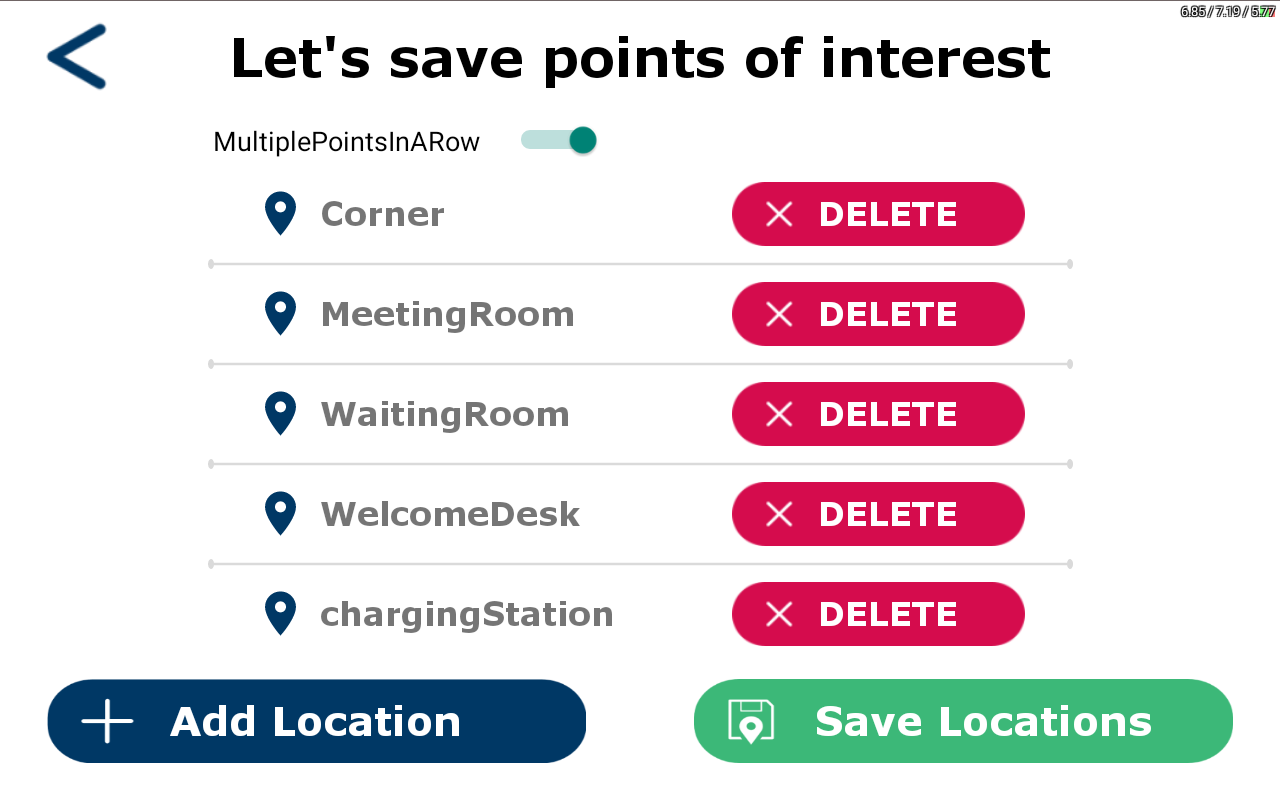 6.85 / 7.19 / 5.77
Let's save points of interest
MultiplePointsInARow
Corner
DELETE
MeetingRoom
DELETE
WaitingRoom
DELETE
WelcomeDesk
DELETE
chargingStation
DELETE
Add Location
Save Locations